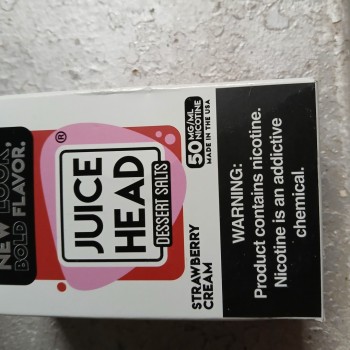 NEW LOOK,
BOLD FLAVOR.
®
JUICE
HEAD
DESSERT SALTS
50 MG/ML
NICOTINE
MADE IN THE USA
STRAWBERRY
CREAM
WARNING:
Product contains nicotine.
Nicotine is an addictive
chemical.